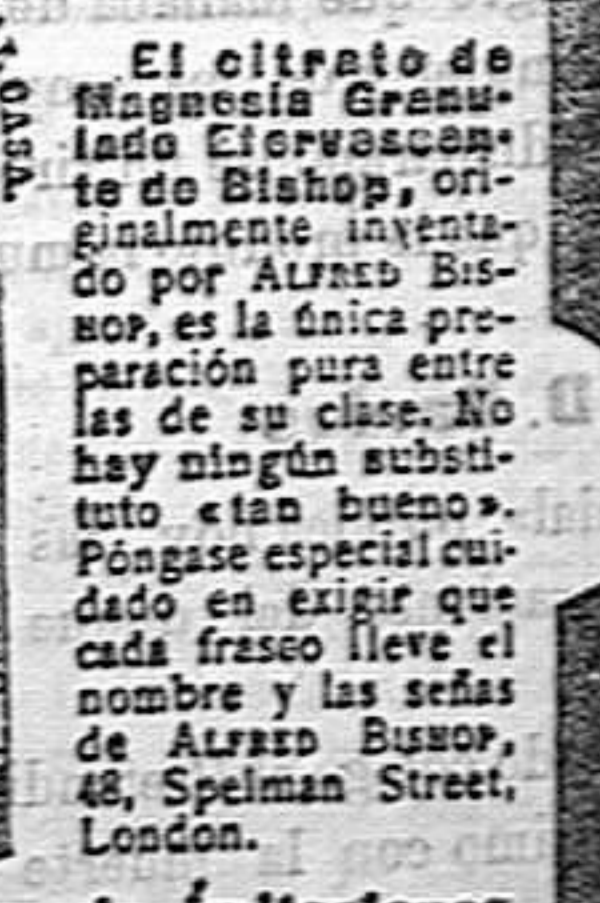 El citrato de
Magnesia Granu-
lado Efervescen-
te de Bishop, ori-
ginalmente inventa-
do por ALFRED BIS-
HOP, es la única pre-
paración pura entre
las de su clase. No
hay ningún substi-
tuto «tan bueno».
Póngase especial cui-
dado en exigir que
cada frasco lleve el
nombre y las señas
de ALFRED BISHOP,
48, Spelman Street,
London.